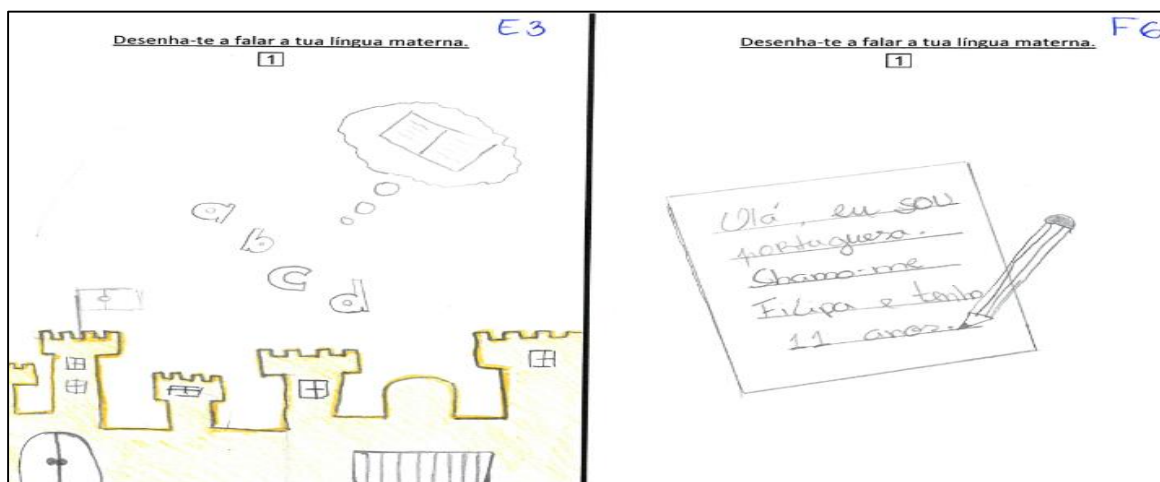 E3
Desenha-te a falar a tua língua materna.
1
a
b
c
d
F6
Desenha-te a falar a tua língua materna.
1
Olá, eu sou
portuguesa.
Chamo-me
Filipa e tenho
11 anos.